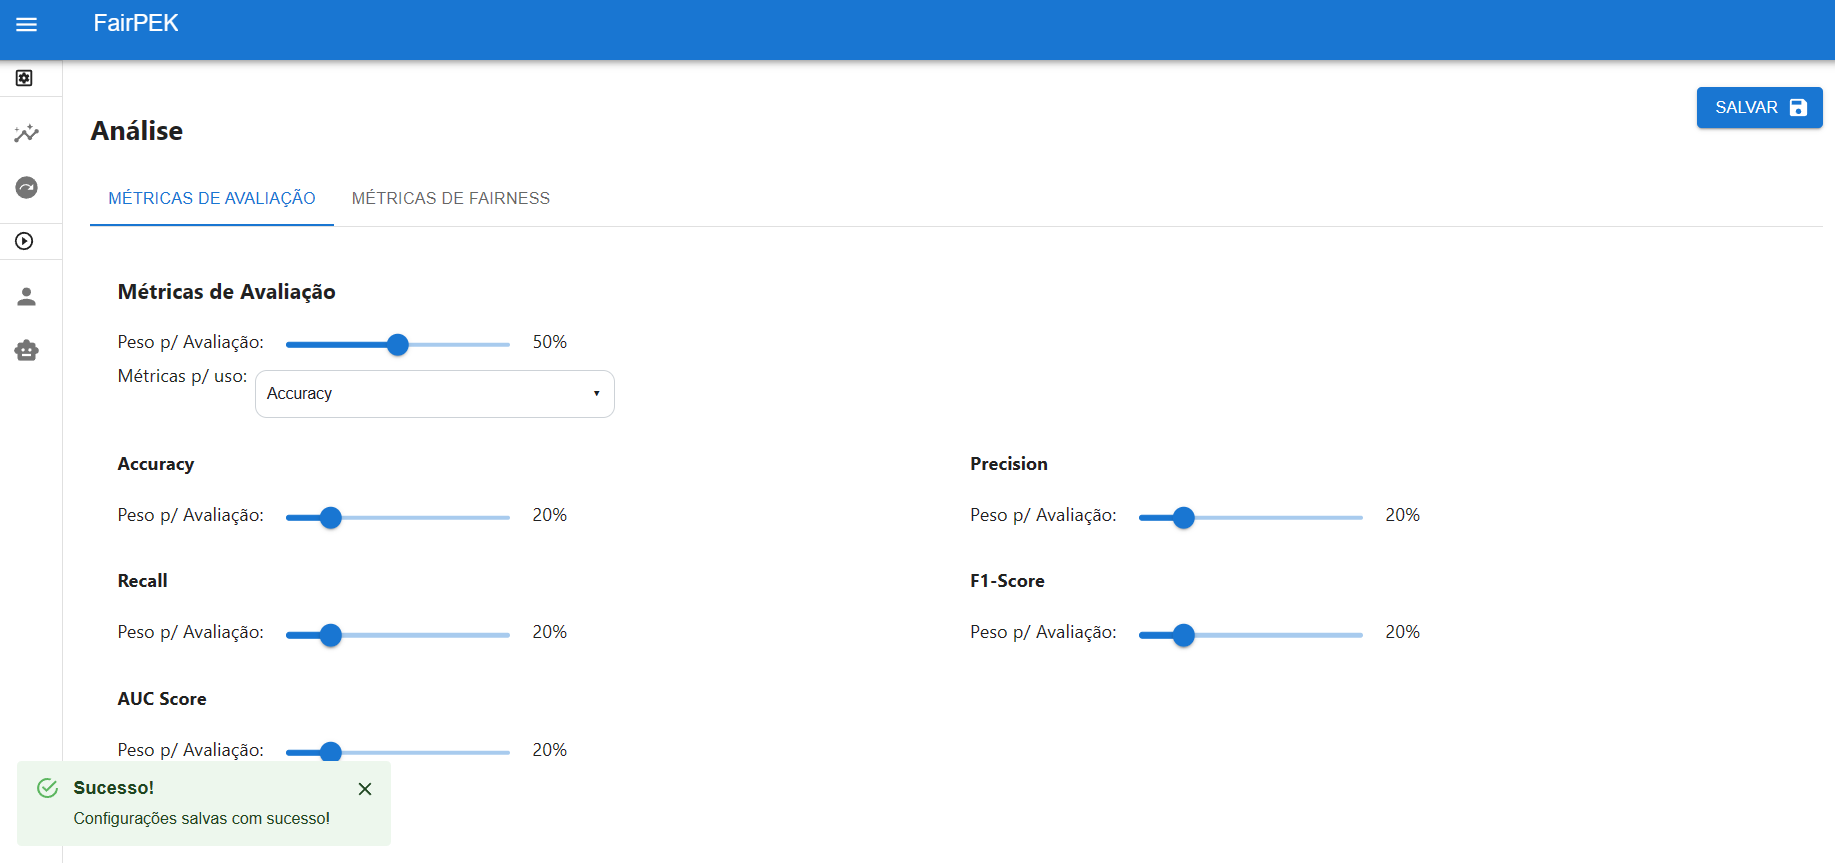 FairPEK
SALVAR
Análise
MÉTRICAS DE AVALIAÇÃO
MÉTRICAS DE FAIRNESS
Métricas de Avaliação
Peso p/ Avaliação: 50%
Métricas p/ uso: Accuracy
Accuracy
Peso p/ Avaliação: 20%
Precision
Peso p/ Avaliação: 20%
Recall
Peso p/ Avaliação: 20%
F1-Score
Peso p/ Avaliação: 20%
AUC Score
Peso p/ Avaliação: 20%
Sucesso!
Configurações salvas com sucesso!